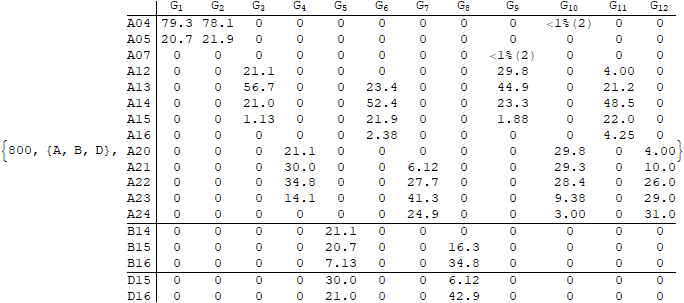 G1 G2 G3 G4 G5 G6 G7 G8 G9 G10 G11 G12
A04 79.3 78.1 0 0 0 0 0 0 0 <1%(2) 0 0
A05 20.7 21.9 0 0 0 0 0 0 0 0 0 0
A07 0 0 0 0 0 0 0 0 <1%(2) 0 0 0
A12 0 0 21.1 0 0 0 0 0 29.8 0 4.00 0
A13 0 0 56.7 0 0 23.4 0 0 44.9 0 21.2 0
A14 0 0 21.0 0 0 52.4 0 0 23.3 0 48.5 0
A15 0 0 1.13 0 0 21.9 0 0 1.88 0 22.0 0
A16 0 0 0 0 0 2.38 0 0 0 0 4.25 0
{800, {A, B, D}, A20 0 0 0 21.1 0 0 0 0 0 29.8 0 4.00}
A21 0 0 0 30.0 0 0 6.12 0 0 29.3 0 10.0
A22 0 0 0 34.8 0 0 27.7 0 0 28.4 0 26.0
A23 0 0 0 14.1 0 0 41.3 0 0 9.38 0 29.0
A24 0 0 0 0 0 0 24.9 0 0 3.00 0 31.0
B14 0 0 0 0 21.1 0 0 0 0 0 0 0
B15 0 0 0 0 20.7 0 0 16.3 0 0 0 0
B16 0 0 0 0 7.13 0 0 34.8 0 0 0 0
D15 0 0 0 0 30.0 0 0 6.12 0 0 0 0
D16 0 0 0 0 21.0 0 0 42.9 0 0 0 0